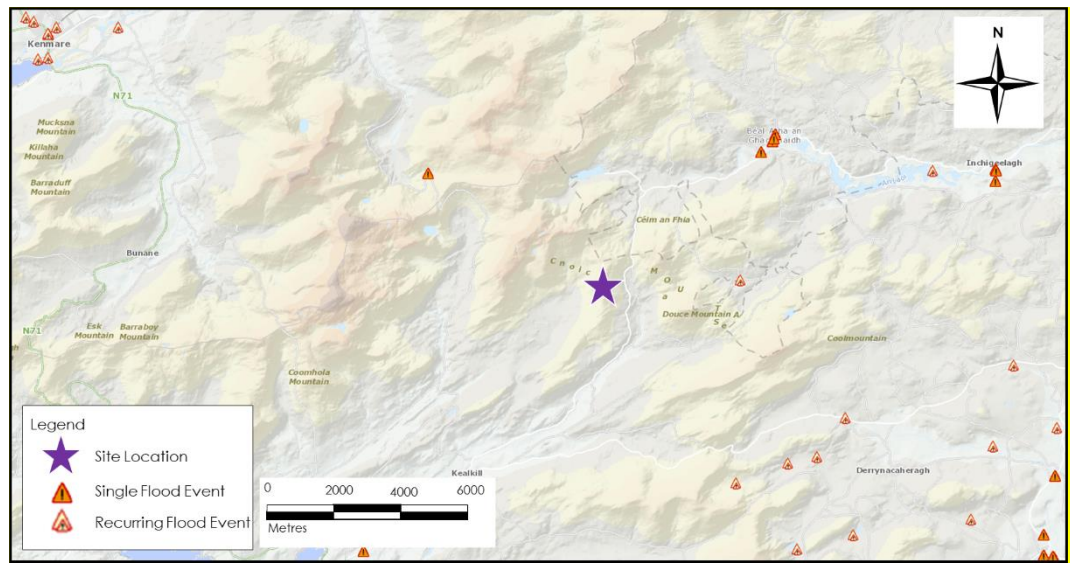 Kenmare
N
N71
Mucksna
Mountain
Killaha
Mountain
Barraduff
Mountain
Inchigeelagh
Céim an Fhia
Bunane
Cnoic
Douce Mountain
N71
Esk
Mountain
Barraboy
Mountain
Coolmountain
Coomhola
Mountain
Legend
Site Location
Single Flood Event
Recurring Flood Event
Kealkill
Derrynacaheragh
0 2000 4000 6000
Metres